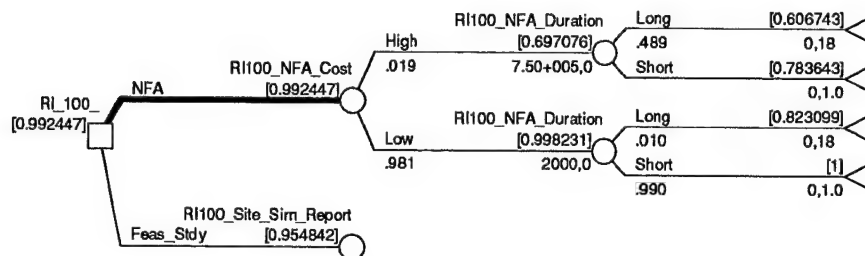 RI_100_
[0.992447]
NFA
RI100_NFA_Cost
[0.992447]
High
.019
RI100_NFA_Duration
[0.697076]
7.50+005,0
Long
[0.606743]
.489
0,18
Short
[0.783643]
0,1.0
Low
.981
RI100_NFA_Duration
[0.998231]
2000,0
Long
[0.823099]
.010
0,18
Short
[1]
.990
0,1.0
Feas_Stdy
RI100_Site_Sim_Report
[0.954842]